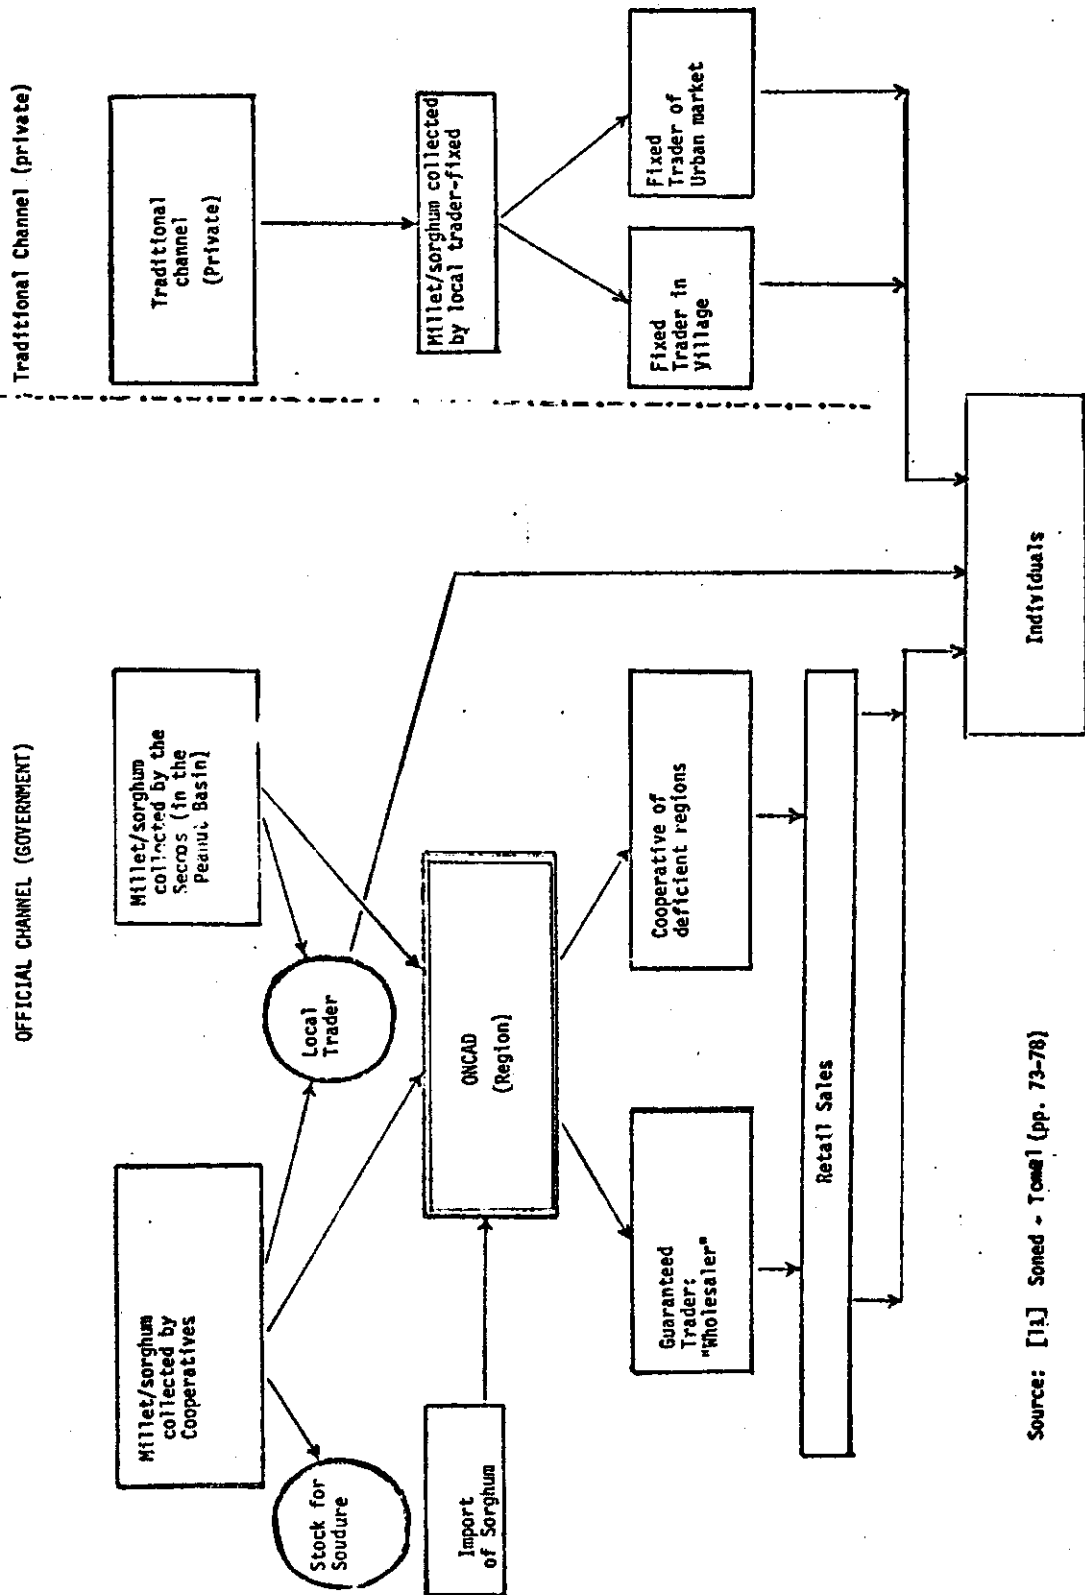 OFFICIAL CHANNEL (GOVERNMENT)
Traditional Channel (private)
Millet/sorghum
collected by
Cooperatives
Millet/sorghum
collected by the
Secros (in the
Peanut Basin)
Traditional
channel
(Private)
Stock for
Soudure
Local
Trader
Millet/sorghum collected
by local trader-fixed
Import
of Sorghum
ONCAD
(Region)
Guaranteed
Trader:
"Wholesaler"
Cooperative of
deficient regions
Fixed
Trader in
Village
Fixed
Trader of
Urban market
Retail Sales
Individuals
Source: Soned - Tomel (pp. 73-78)